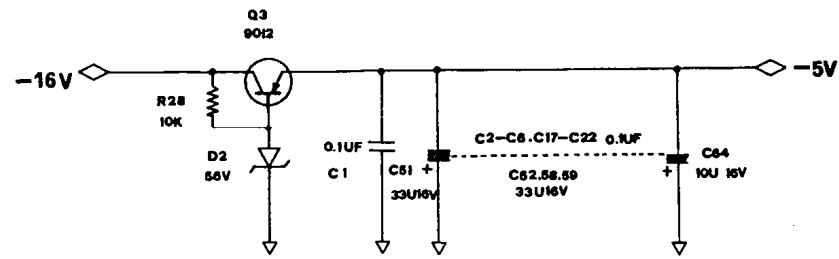 Q3
9012
-16V
-5V
R28
10K
D2
56V
0.1UF
C1
C51
33U16V
+
C2-C6.C17-C22 0.1UF
C52.58.59
33U16V
+
C64
10U 16V